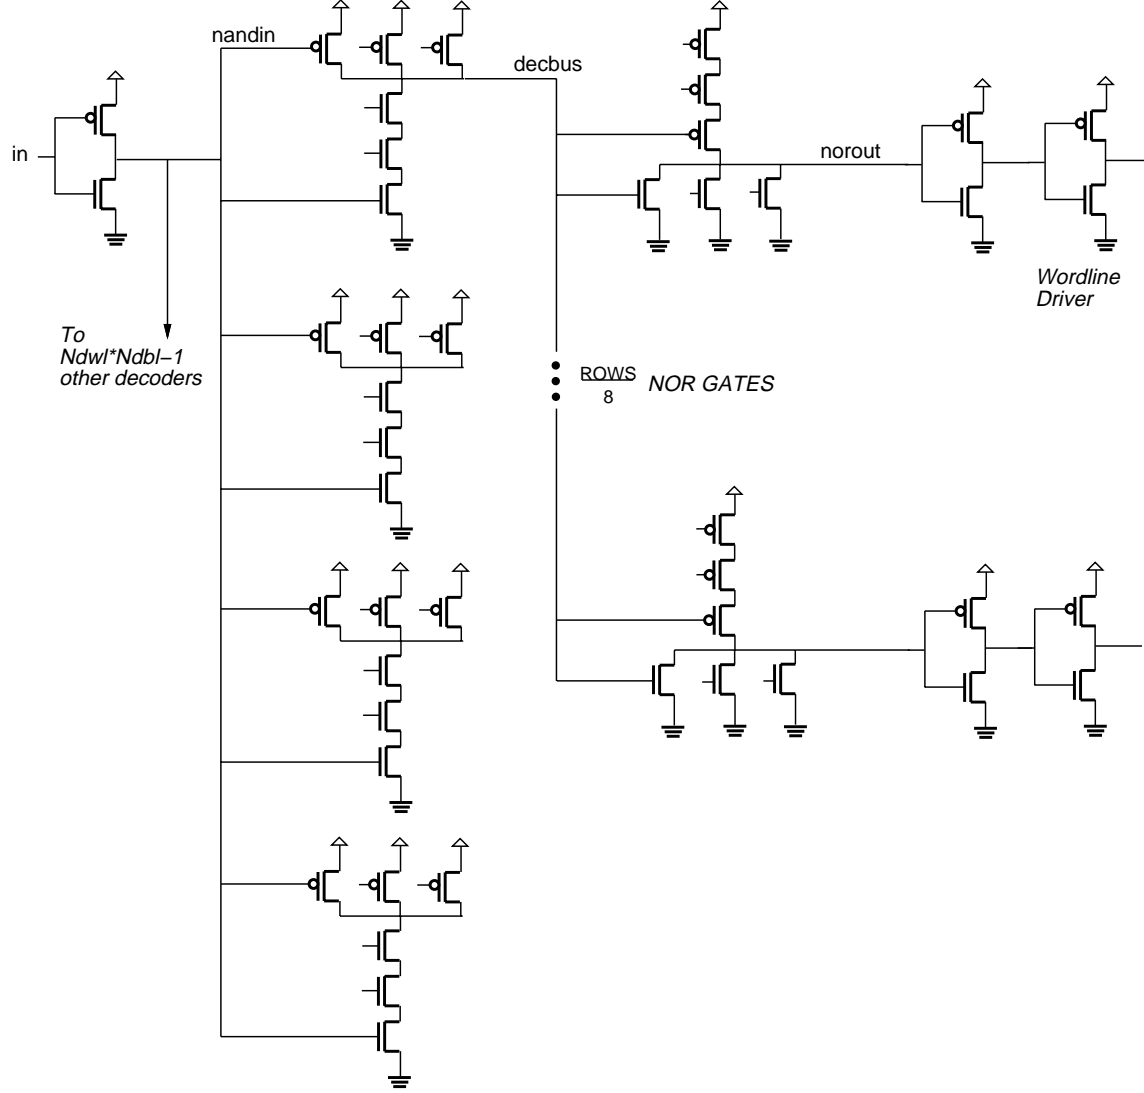 nandin
decbus
in
norout
Wordline
Driver
To
Ndwl*Ndbl–1
other decoders
ROWS
8
NOR GATES